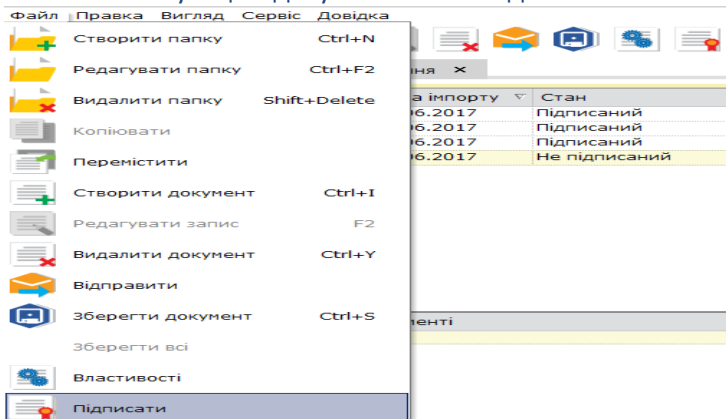 Файл Правка Вигляд Сервіс Довідка
Створити папку Ctrl+N
Редагувати папку Ctrl+F2
ня ×
Видалити папку Shift+Delete
а імпорту Стан
06.2017 Підписаний
Копіювати
06.2017 Підписаний
06.2017 Підписаний
Перемістити
06.2017 Не підписаний
Створити документ Ctrl+I
Редагувати запис F2
Видалити документ Ctrl+Y
Відправити
Зберегти документ Ctrl+S
менті
Зберегти всі
Властивості
Підписати